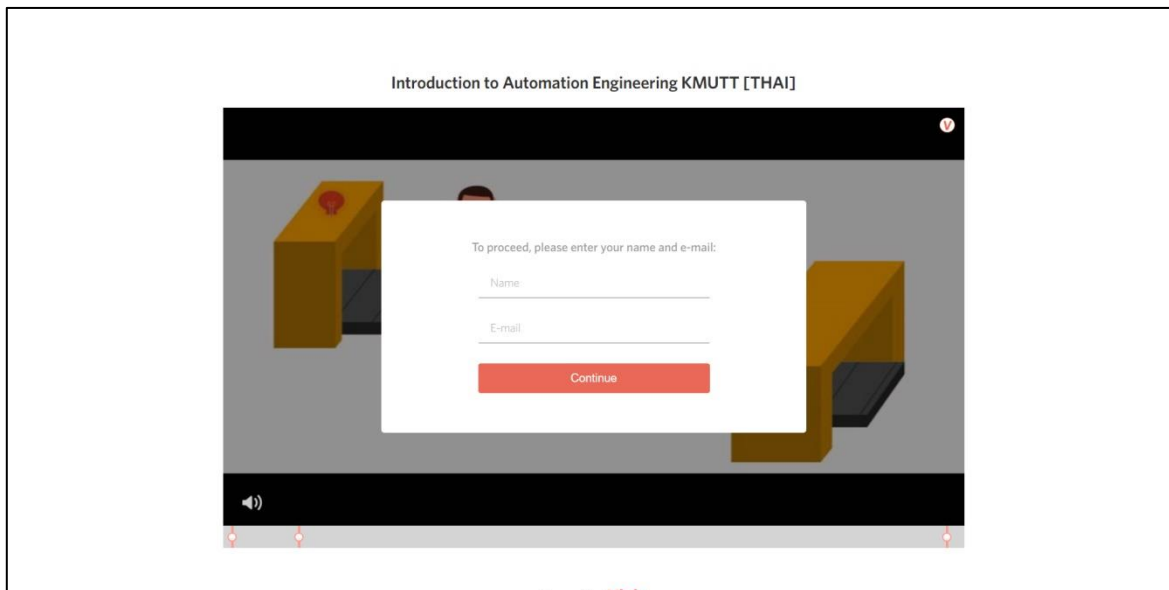 Introduction to Automation Engineering KMUTT [THAI]
V
To proceed, please enter your name and e-mail:
Name
E-mail
Continue